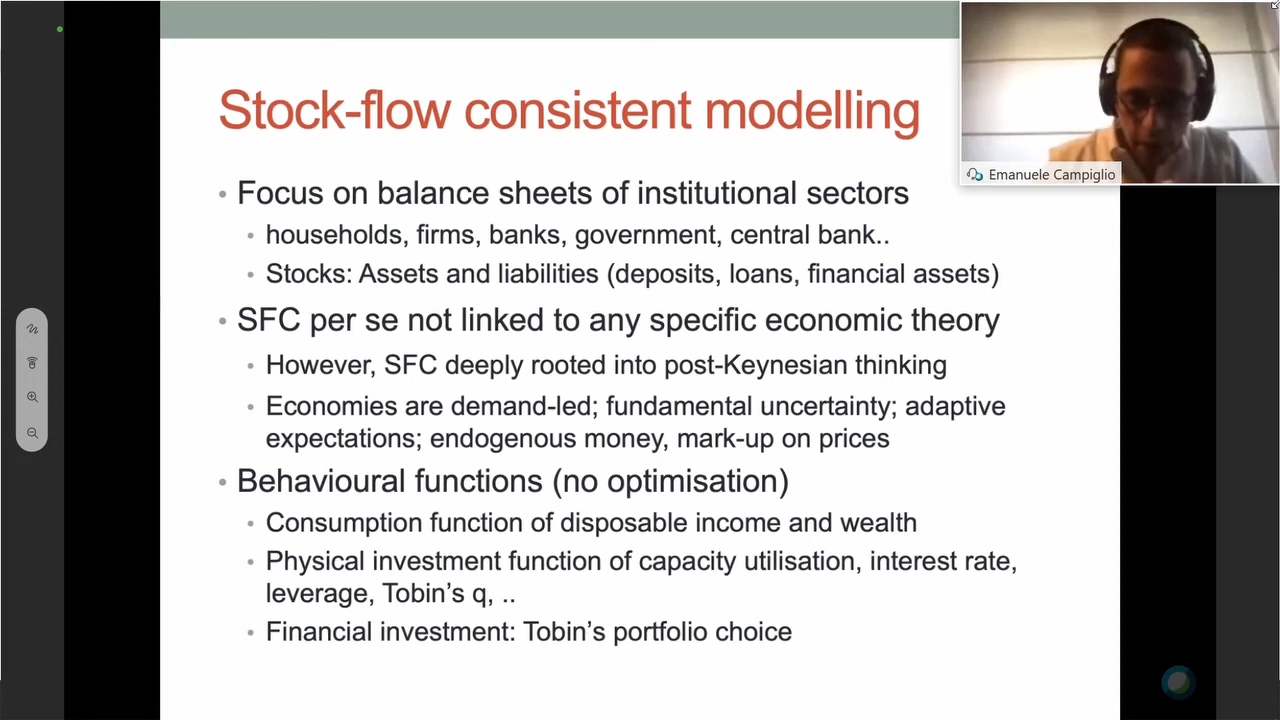 Stock-flow consistent modelling
Emanuele Campiglio
• Focus on balance sheets of institutional sectors
• households, firms, banks, government, central bank..
• Stocks: Assets and liabilities (deposits, loans, financial assets)
• SFC per se not linked to any specific economic theory
• However, SFC deeply rooted into post-Keynesian thinking
• Economies are demand-led; fundamental uncertainty; adaptive
expectations; endogenous money, mark-up on prices
• Behavioural functions (no optimisation)
• Consumption function of disposable income and wealth
• Physical investment function of capacity utilisation, interest rate,
leverage, Tobin's q, ..
• Financial investment: Tobin's portfolio choice